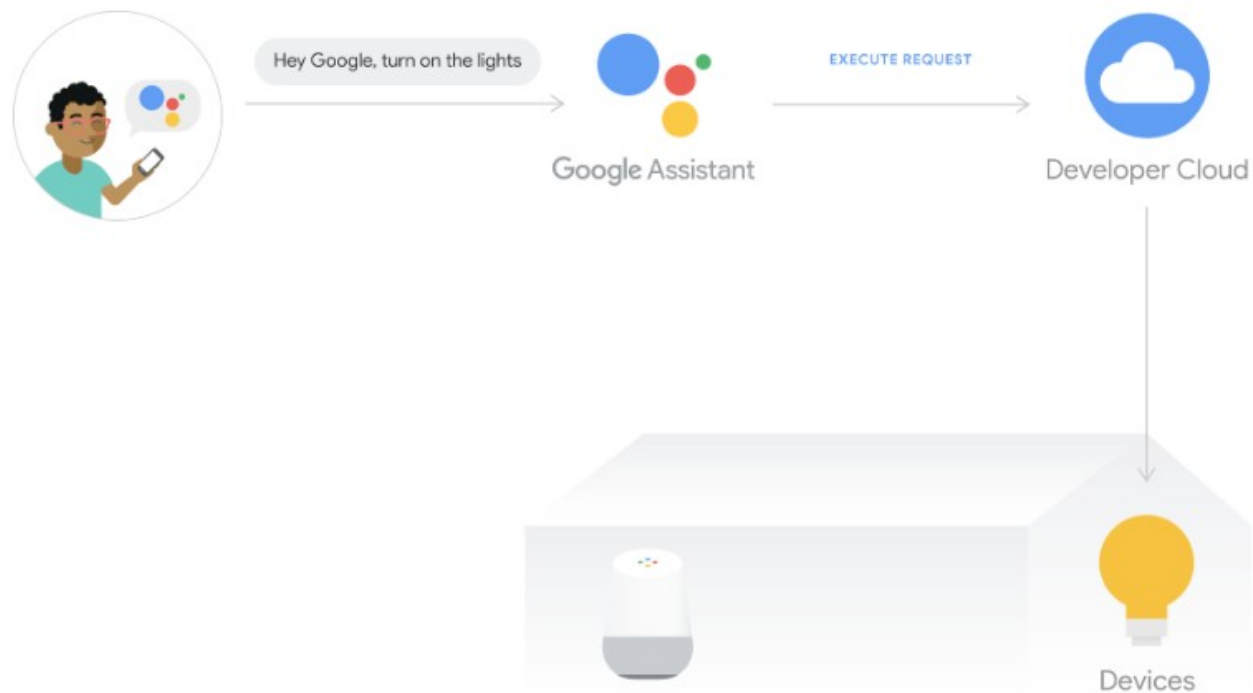 Hey Google, turn on the lights
EXECUTE REQUEST
Google Assistant
Developer Cloud
Devices